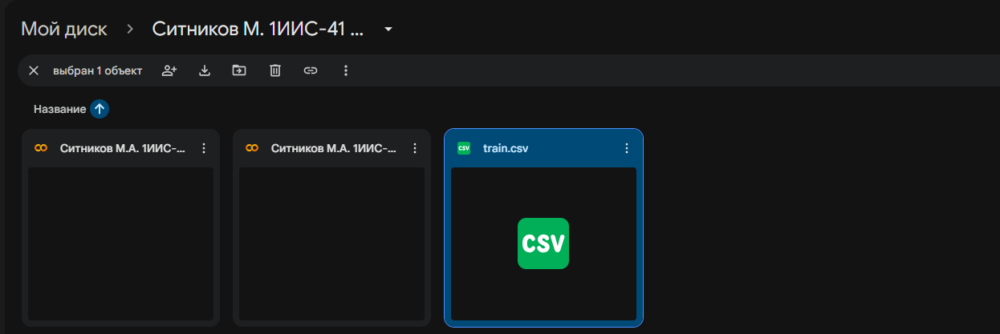 Мой диск > Ситников М. 1ИИС-41 ...
выбран 1 объект
Название
Ситников М.А. 1ИИС-...
Ситников М.А. 1ИИС-...
CSV train.csv
CSV